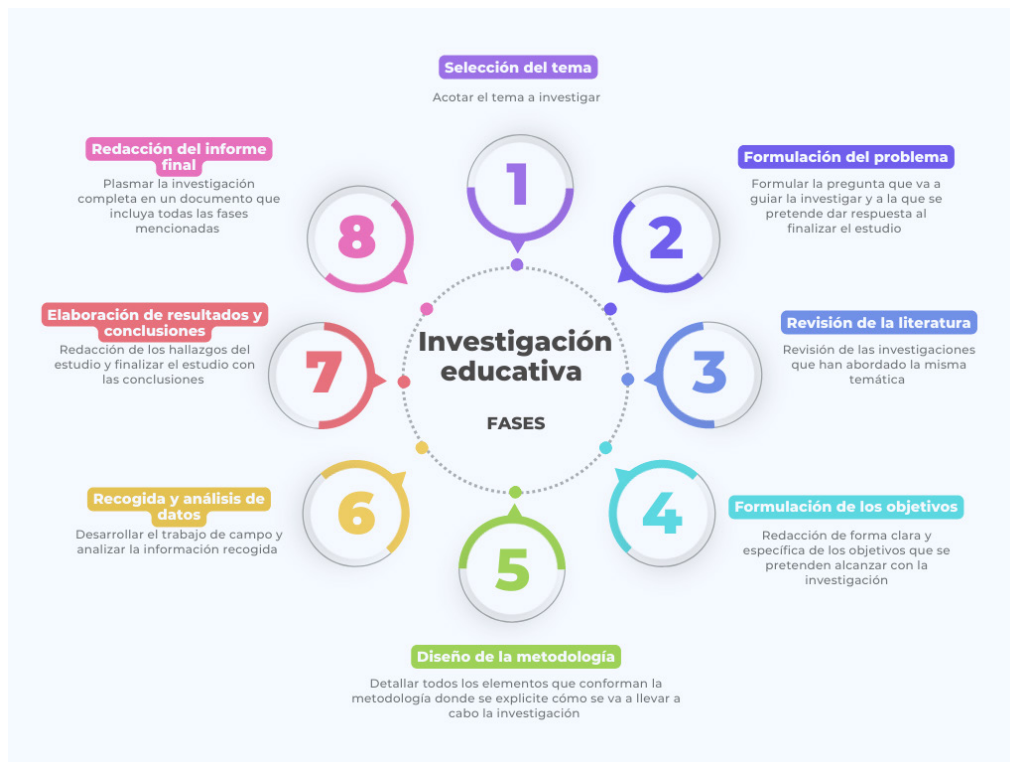 Investigación
educativa
FASES
Selección del tema
Acotar el tema a investigar
1
Formulación del problema
Formular la pregunta que va a
guiar la investigar y a la que se
pretende dar respuesta al
finalizar el estudio
2
Revisión de la literatura
Revisión de las investigaciones
que han abordado la misma
temática
3
Formulación de los objetivos
Redacción de forma clara y
específica de los objetivos que se
pretenden alcanzar con la
investigación
4
5
Diseño de la metodología
Detallar todos los elementos que conforman la
metodología donde se explicite cómo se va a llevar a
cabo la investigación
6
Recogida y análisis de
datos
Desarrollar el trabajo de campo y
analizar la información recogida
7
Elaboración de resultados y
conclusiones
Redacción de los hallazgos del
estudio y finalizar el estudio con
las conclusiones
8
Redacción del informe
final
Plasmar la investigación
completa en un documento que
incluya todas las fases
mencionadas